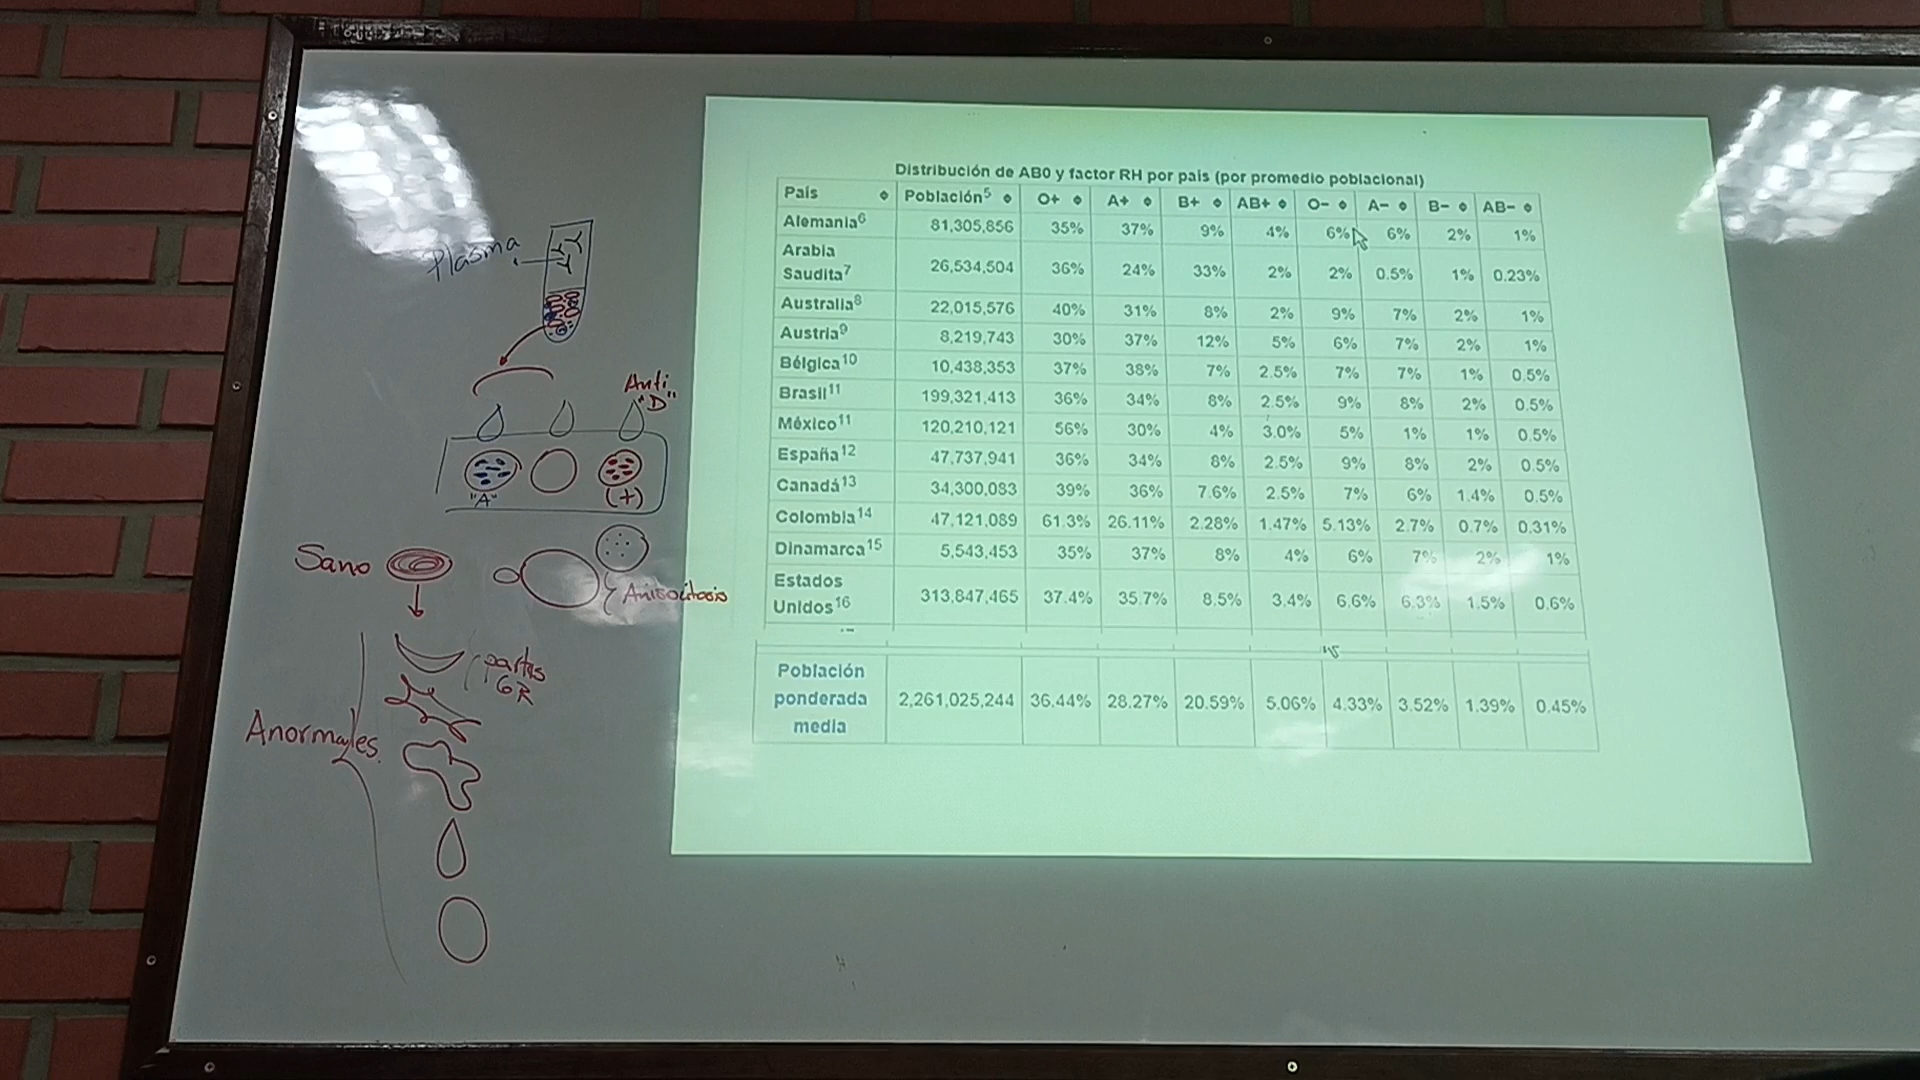 Plasma
Anti
"D"
"A"
(+)
Sano
Anisocitosis
partes
GR
Anormales.
Distribución de AB0 y factor RH por país (por promedio poblacional)
País Población5 O+ A+ B+ AB+ O− A− B− AB−
Alemania6 81,305,856 35% 37% 9% 4% 6% 6% 2% 1%
Arabia
Saudita7 26,534,504 36% 24% 33% 2% 2% 0.5% 1% 0.23%
Australia8 22,015,576 40% 31% 8% 2% 9% 7% 2% 1%
Austria9 8,219,743 30% 37% 12% 5% 6% 7% 2% 1%
Bélgica10 10,438,353 37% 38% 7% 2.5% 7% 7% 1% 0.5%
Brasil11 199,321,413 36% 34% 8% 2.5% 9% 8% 2% 0.5%
México11 120,210,121 56% 30% 4% 3.0% 5% 1% 1% 0.5%
España12 47,737,941 36% 34% 8% 2.5% 9% 8% 2% 0.5%
Canadá13 34,300,083 39% 36% 7.6% 2.5% 7% 6% 1.4% 0.5%
Colombia14 47,121,089 61.3% 26.11% 2.28% 1.47% 5.13% 2.7% 0.7% 0.31%
Dinamarca15 5,543,453 35% 37% 8% 4% 6% 7% 2% 1%
Estados
Unidos16 313,847,465 37.4% 35.7% 8.5% 3.4% 6.6% 6.3% 1.5% 0.6%
Población
ponderada
media 2,261,025,244 36.44% 28.27% 20.59% 5.06% 4.33% 3.52% 1.39% 0.45%